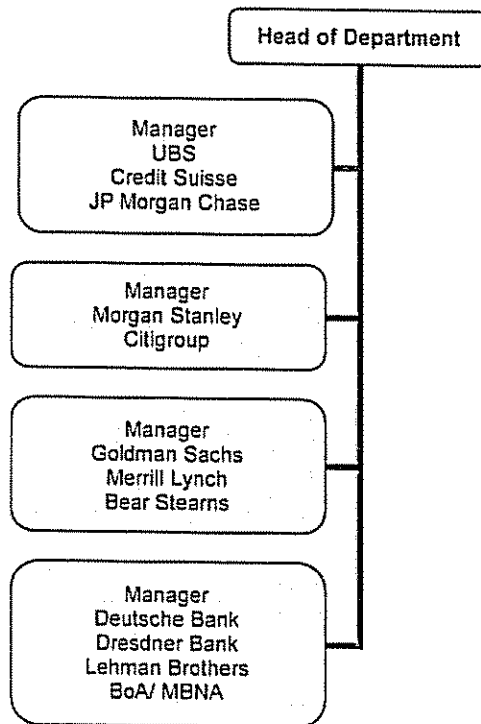 Head of Department
Manager
UBS
Credit Suisse
JP Morgan Chase
Manager
Morgan Stanley
Citigroup
Manager
Goldman Sachs
Merrill Lynch
Bear Stearns
Manager
Deutsche Bank
Dresdner Bank
Lehman Brothers
BoA/ MBNA